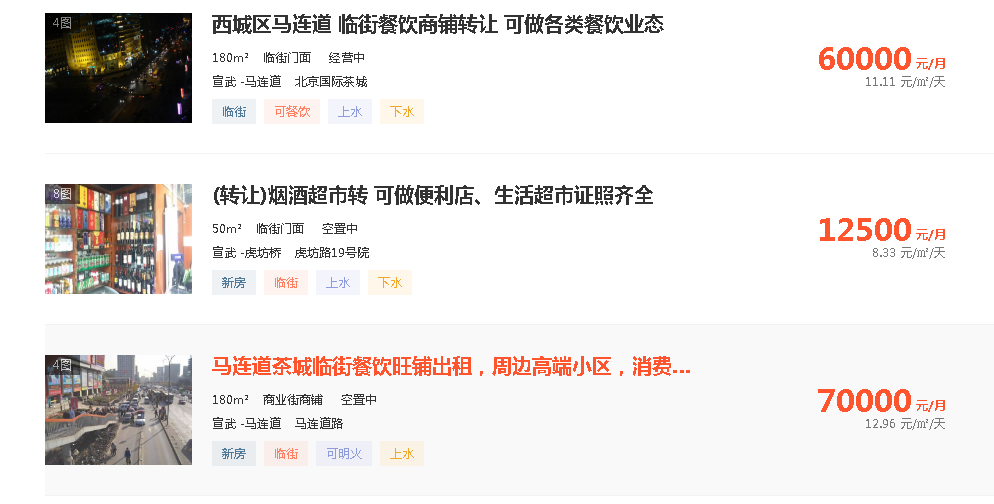 4图
西城区马连道 临街餐饮商铺转让 可做各类餐饮业态
180m² 临街门面 经营中
宣武 -马连道 北京国际茶城
临街 可餐饮 上水 下水
60000 元/月
11.11 元/㎡/天
8图
(转让)烟酒超市转 可做便利店、生活超市证照齐全
50m² 临街门面 空置中
宣武 -虎坊桥 虎坊路19号院
新房 临街 上水 下水
12500 元/月
8.33 元/㎡/天
4图
马连道茶城临街餐饮旺铺出租，周边高端小区，消费...
180m² 商业街商铺 空置中
宣武 -马连道 马连道路
新房 临街 可明火 上水
70000 元/月
12.96 元/㎡/天